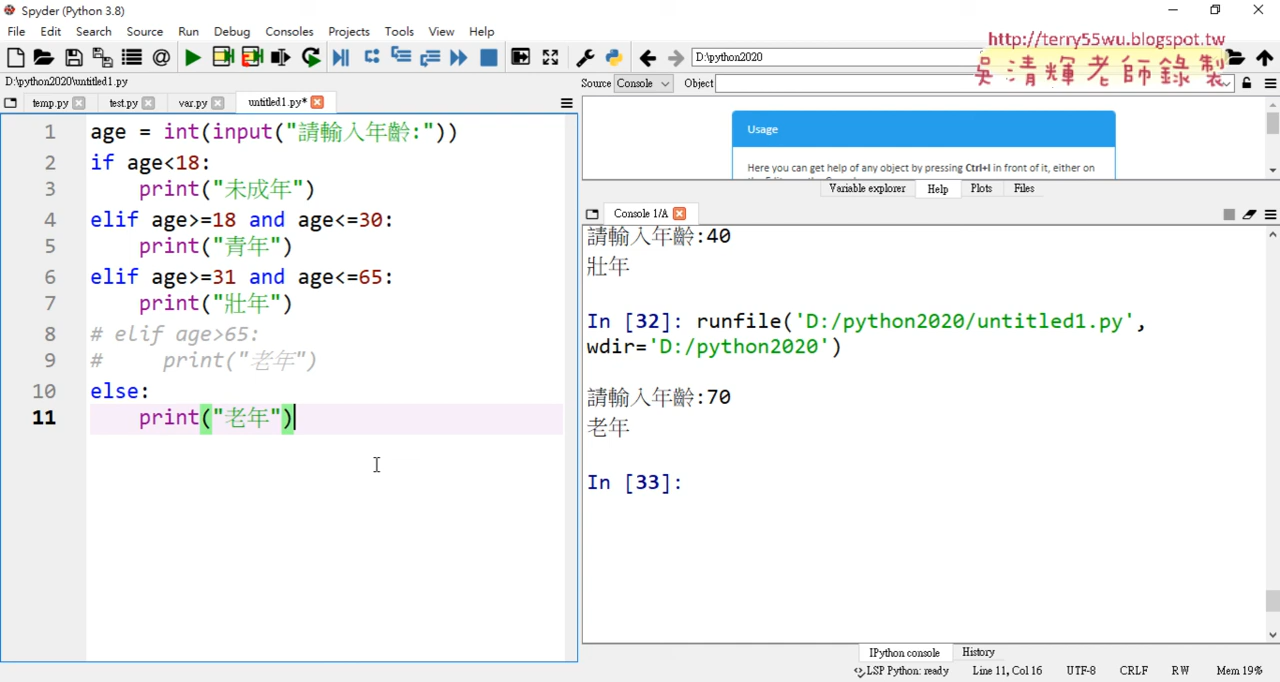 Spyder (Python 3.8)
File Edit Search Source Run Debug Consoles Projects Tools View Help
http://terry55wu.blogspot.tw
吳清輝老師錄製
D:\python2020
D:\python2020\untitled1.py
Source Console Object
temp.py test.py var.py untitled1.py*
1 age = int(input("請輸入年齡:"))
2 if age<18:
3 print("未成年")
4 elif age>=18 and age<=30:
5 print("青年")
6 elif age>=31 and age<=65:
7 print("壯年")
8 # elif age>65:
9 # print("老年")
10 else:
11 print("老年")
Usage
Here you can get help of any object by pressing Ctrl+I in front of it, either on
Variable explorer Help Plots Files
Console 1/A
請輸入年齡:40
壯年
In [32]: runfile('D:/python2020/untitled1.py',
wdir='D:/python2020')
請輸入年齡:70
老年
In [33]:
IPython console History
LSP Python: ready Line 11, Col 16 UTF-8 CRLF RW Mem 19%